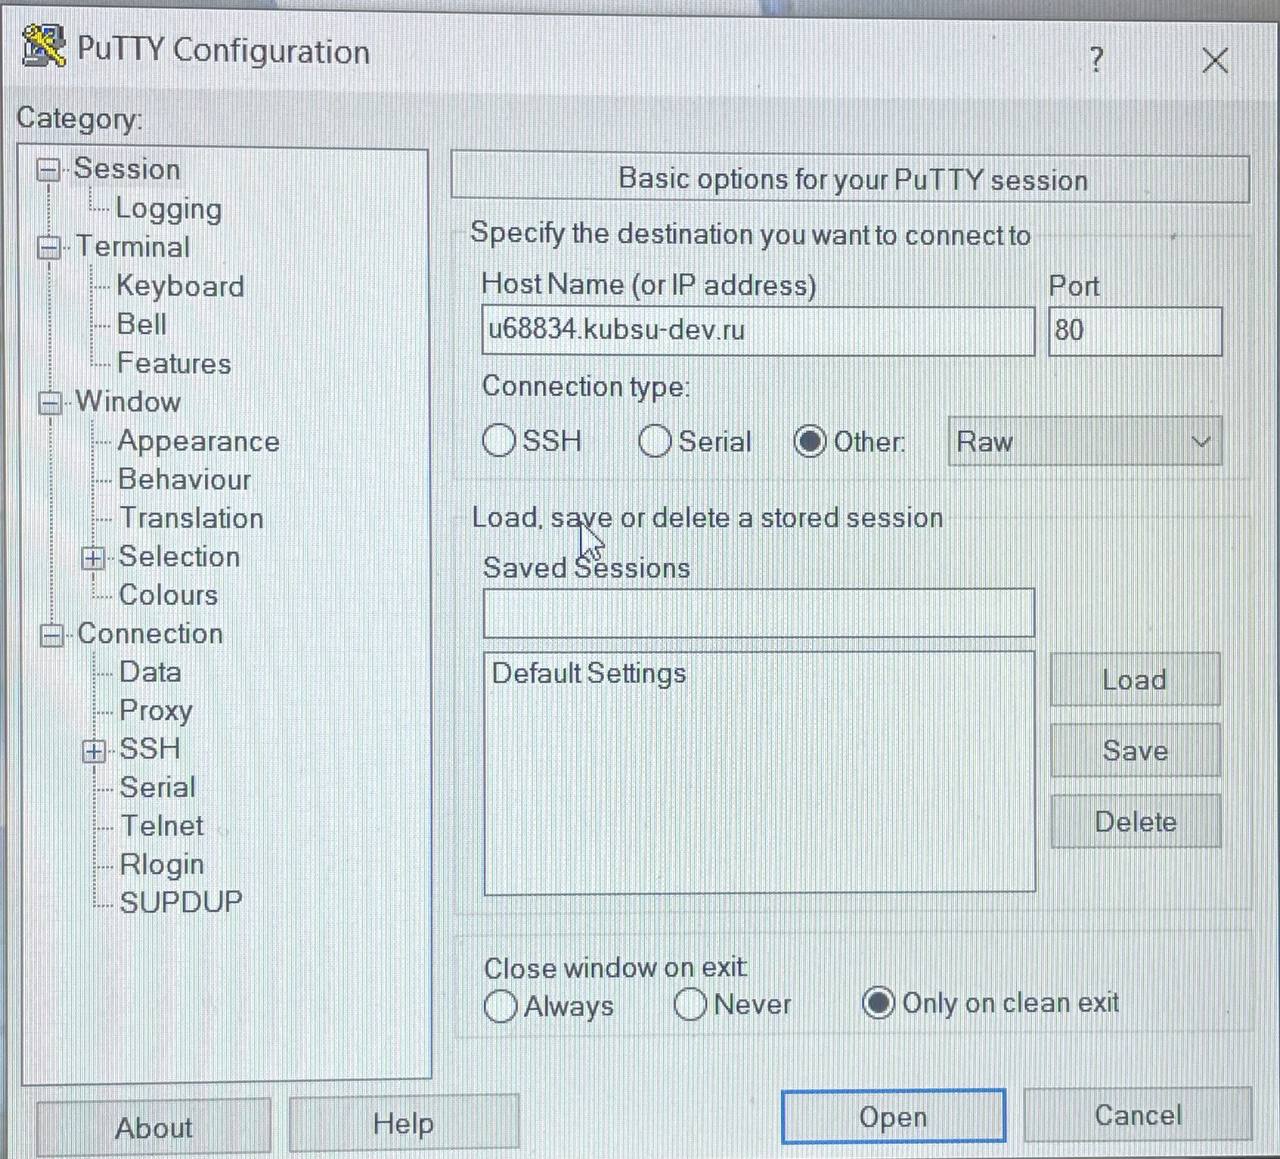 PuTTY Configuration
?
Category:
Session
Logging
Terminal
Keyboard
Bell
Features
Window
Appearance
Behaviour
Translation
Selection
Colours
Connection
Data
Proxy
SSH
Serial
Telnet
Rlogin
SUPDUP
Basic options for your PuTTY session
Specify the destination you want to connect to
Host Name (or IP address) Port
u68834.kubsu-dev.ru 80
Connection type:
SSH Serial Other: Raw
Load, save or delete a stored session
Saved Sessions
Default Settings
Load
Save
Delete
Close window on exit:
Always Never Only on clean exit
About Help Open Cancel